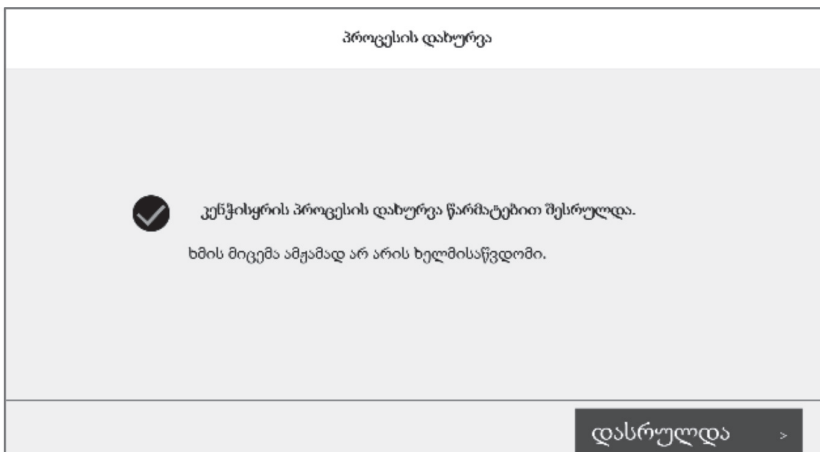 პროცესის დახურვა
კენჭისყრის პროცესის დახურვა წარმატებით შესრულდა.
ხმის მიცემა ამჟამად არ არის ხელმისაწვდომი.
დასრულდა >